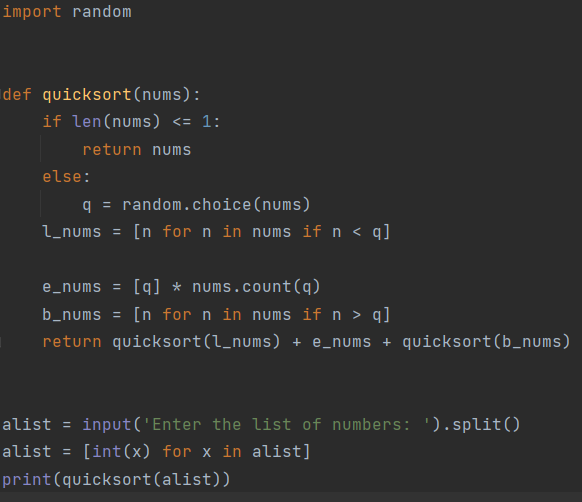 import random
def quicksort(nums):
    if len(nums) <= 1:
        return nums
    else:
        q = random.choice(nums)
    l_nums = [n for n in nums if n < q]
    e_nums = [q] * nums.count(q)
    b_nums = [n for n in nums if n > q]
    return quicksort(l_nums) + e_nums + quicksort(b_nums)
alist = input('Enter the list of numbers: ').split()
alist = [int(x) for x in alist]
print(quicksort(alist))